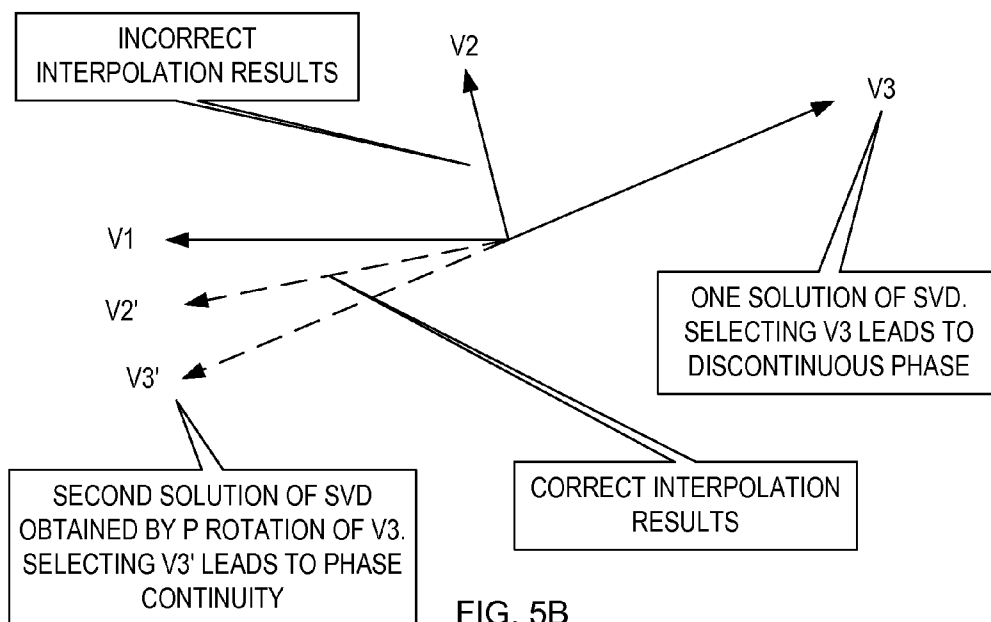 INCORRECT
INTERPOLATION RESULTS
V2
V3
V1
V2'
V3'
ONE SOLUTION OF SVD.
SELECTING V3 LEADS TO
DISCONTINUOUS PHASE
SECOND SOLUTION OF SVD
OBTAINED BY P ROTATION OF V3.
SELECTING V3' LEADS TO PHASE
CONTINUITY
CORRECT INTERPOLATION
RESULTS
FIG. 5B